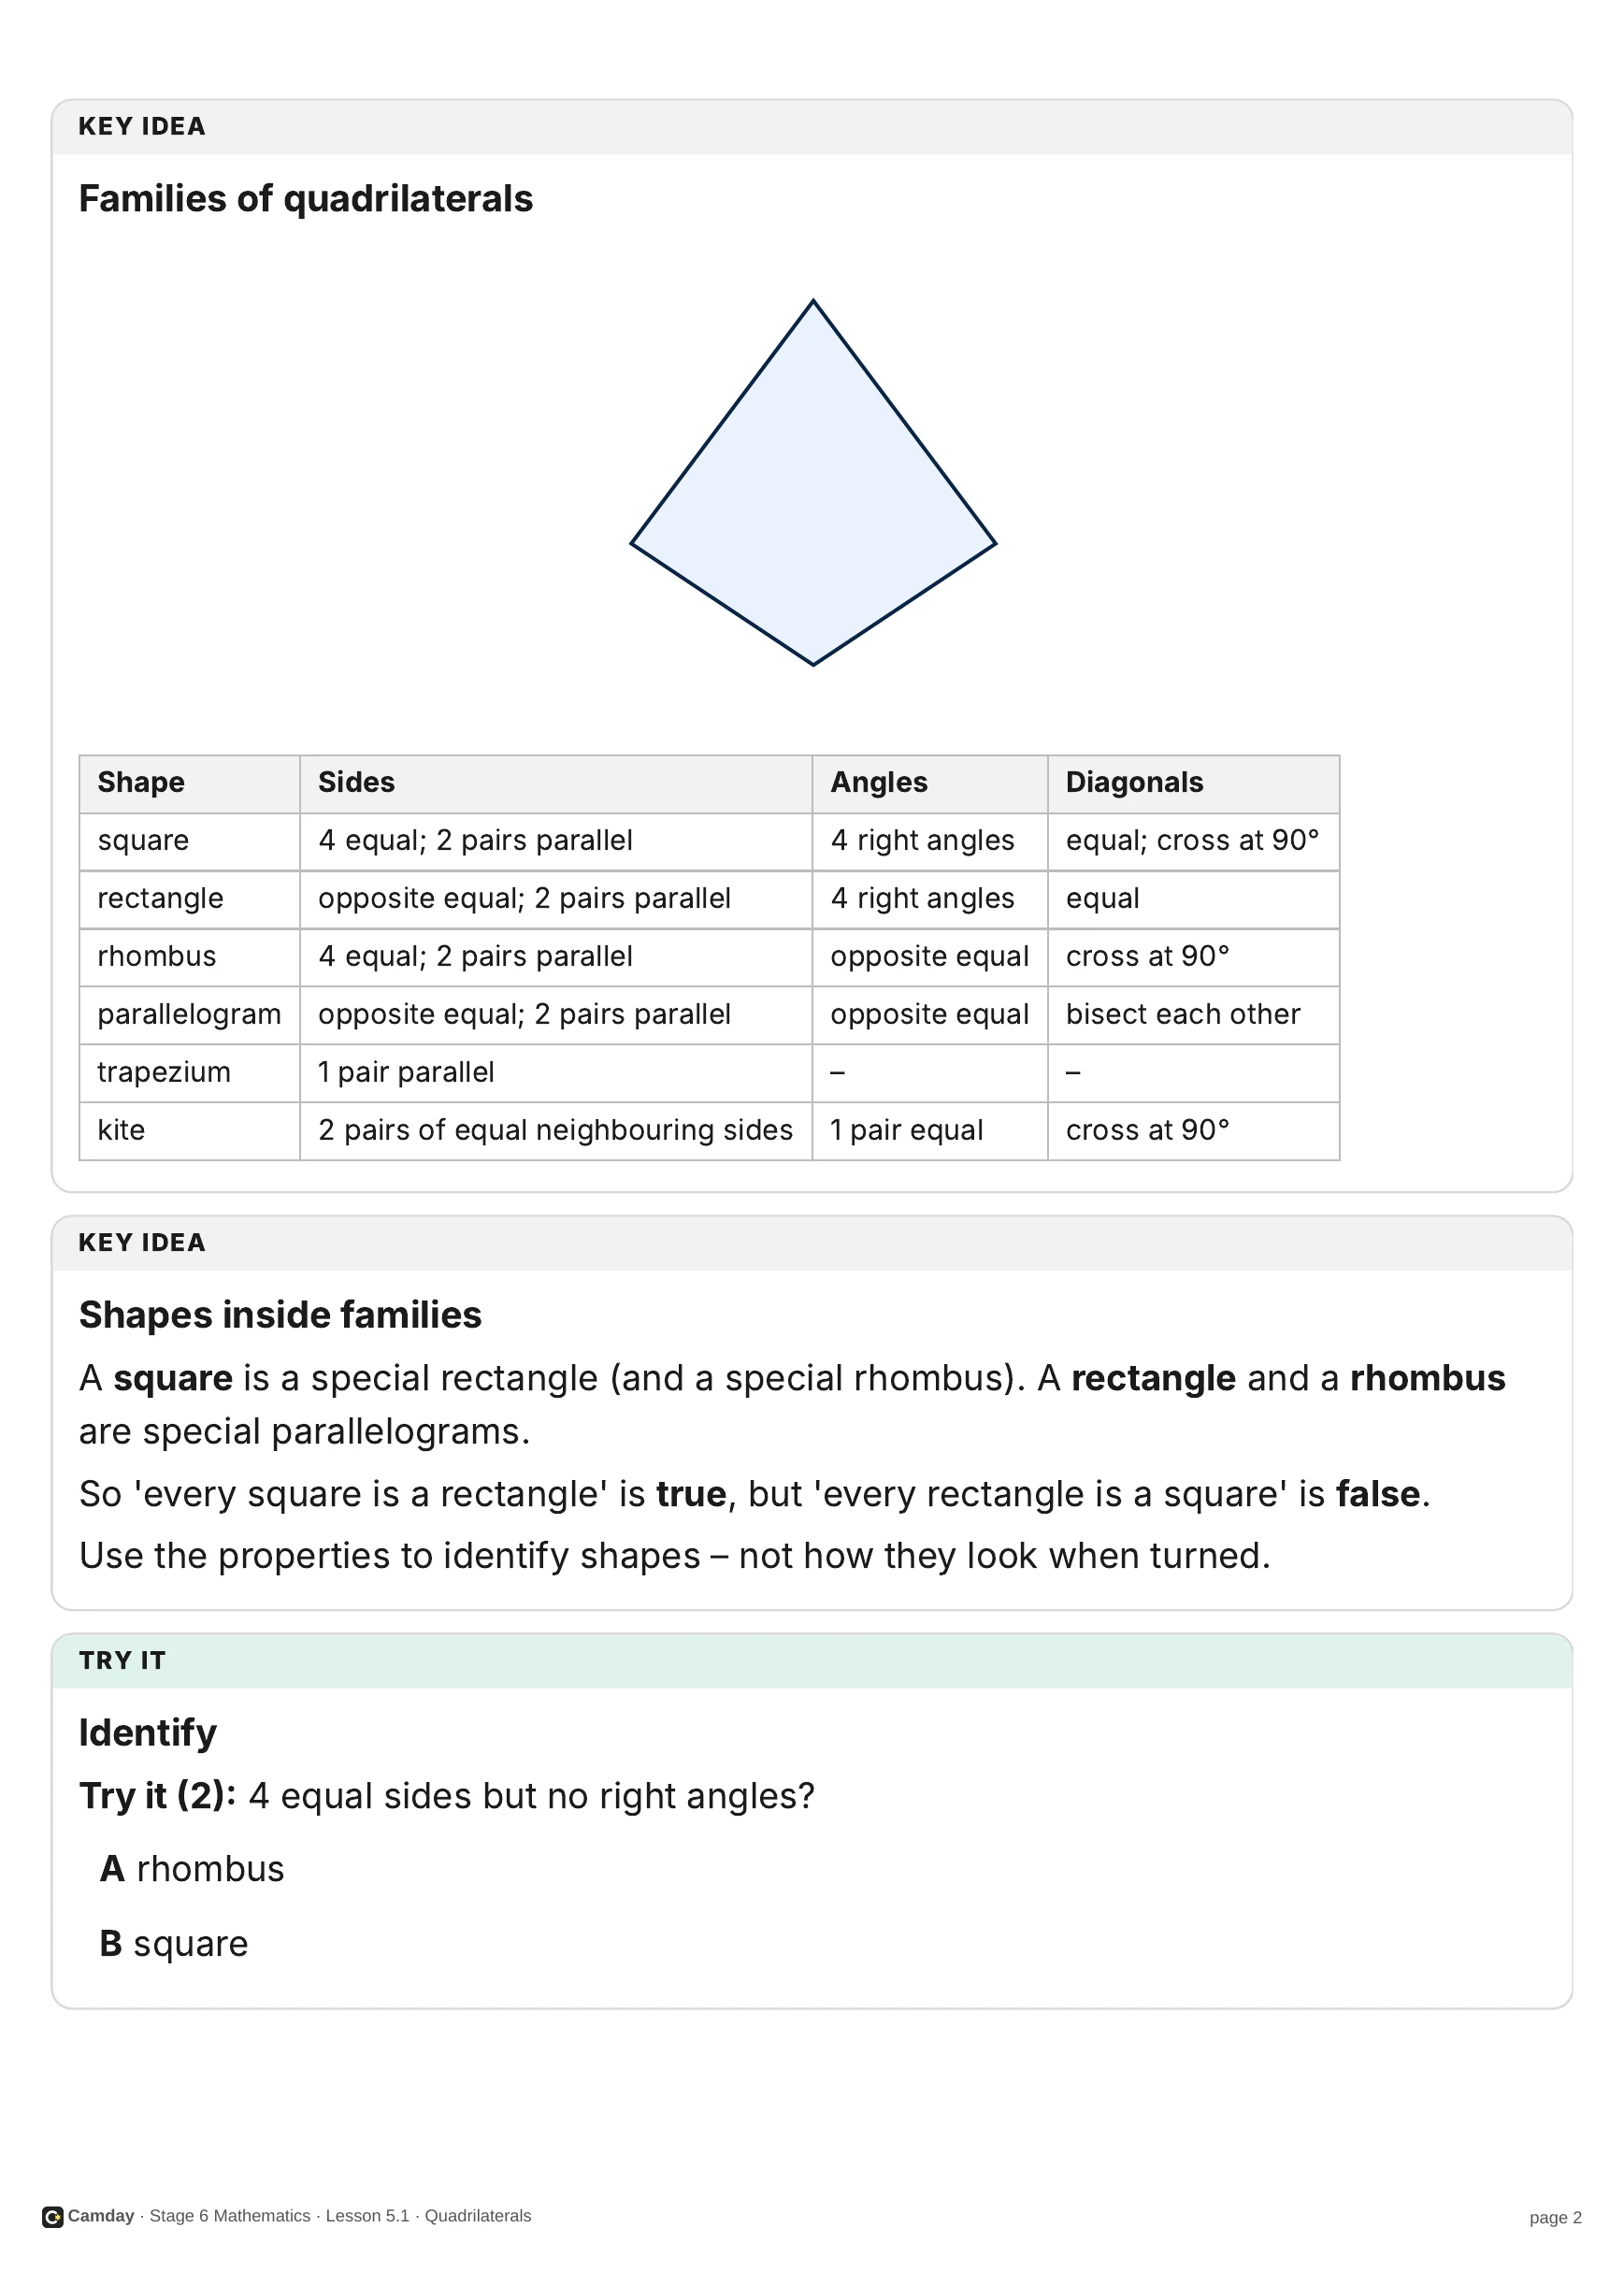 KEY IDEA
Families of quadrilaterals
Shape Sides Angles Diagonals
square 4 equal; 2 pairs parallel 4 right angles equal; cross at 90°
rectangle opposite equal; 2 pairs parallel 4 right angles equal
rhombus 4 equal; 2 pairs parallel opposite equal cross at 90°
parallelogram opposite equal; 2 pairs parallel opposite equal bisect each other
trapezium 1 pair parallel – –
kite 2 pairs of equal neighbouring sides 1 pair equal cross at 90°
KEY IDEA
Shapes inside families
A square is a special rectangle (and a special rhombus). A rectangle and a rhombus
are special parallelograms.
So 'every square is a rectangle' is true, but 'every rectangle is a square' is false.
Use the properties to identify shapes – not how they look when turned.
TRY IT
Identify
Try it (2): 4 equal sides but no right angles?
A rhombus
B square
Camday · Stage 6 Mathematics · Lesson 5.1 · Quadrilaterals page 2